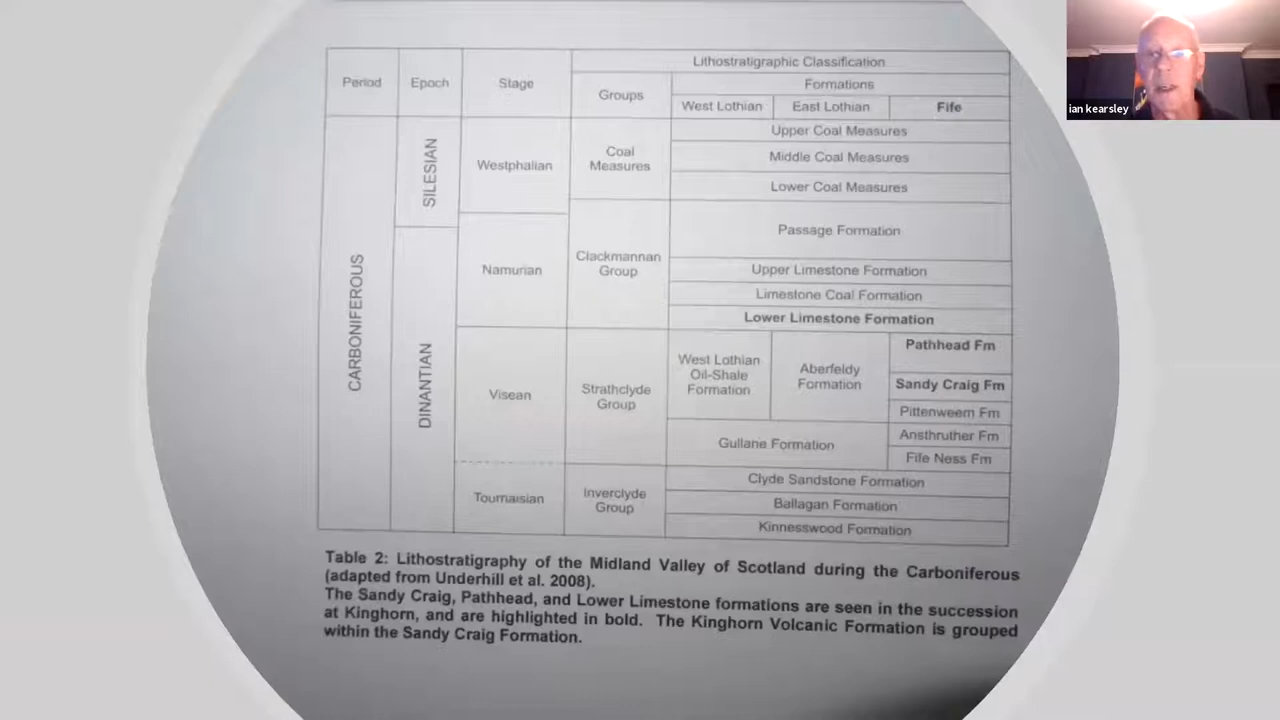 Lithostratigraphic Classification
Period
Epoch
Stage
Groups
Formations
West Lothian
East Lothian
Fife
CARBONIFEROUS
SILESIAN
DINANTIAN
Westphalian
Coal
Measures
Upper Coal Measures
Middle Coal Measures
Lower Coal Measures
Namurian
Clackmannan
Group
Passage Formation
Upper Limestone Formation
Limestone Coal Formation
Lower Limestone Formation
Visean
Strathclyde
Group
West Lothian
Oil-Shale
Formation
Aberfeldy
Formation
Pathhead Fm
Sandy Craig Fm
Pittenweem Fm
Ansthruther Fm
Fife Ness Fm
Gullane Formation
Tournaisian
Inverclyde
Group
Clyde Sandstone Formation
Ballagan Formation
Kinnesswood Formation
Table 2: Lithostratigraphy of the Midland Valley of Scotland during the Carboniferous
(adapted from Underhill et al. 2008).
The Sandy Craig, Pathhead, and Lower Limestone formations are seen in the succession
at Kinghorn, and are highlighted in bold. The Kinghorn Volcanic Formation is grouped
within the Sandy Craig Formation.
ian kearsley